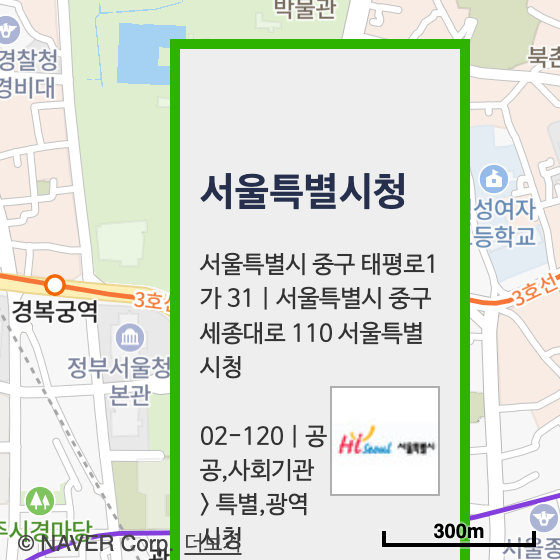 박물관
경찰청
경비대
북촌
서울특별시청
성여자
등학교
서울특별시 중구 태평로1
가 31 | 서울특별시 중구
세종대로 110 서울특별
시청
3호선
3호선
경복궁역
정부서울청
본관
Hi Seoul 서울특별시
02-120 | 공
공,사회기관
> 특별,광역
시청
시경마당
300m
© NAVER Corp.
더보기
서울종